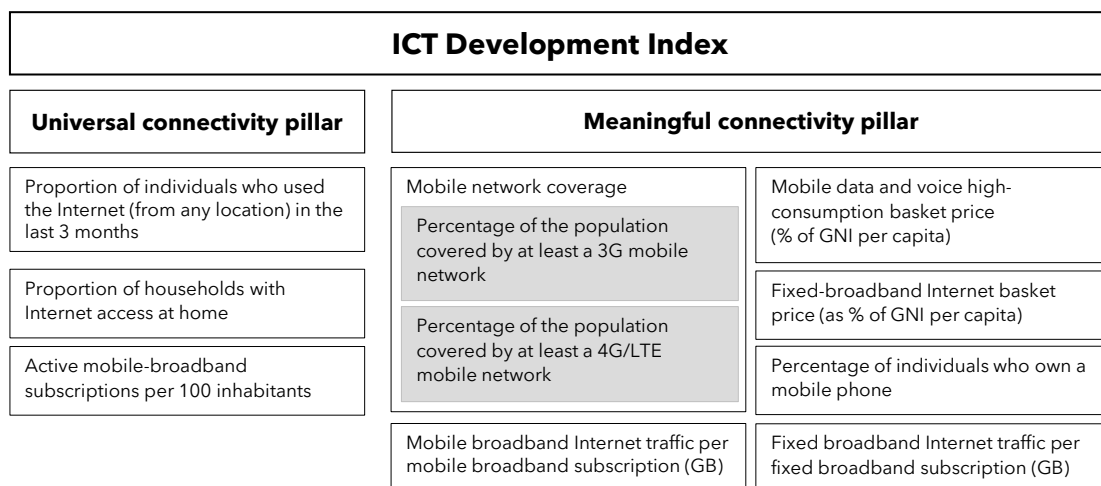 ICT Development Index
Universal connectivity pillar
Proportion of individuals who used
the Internet (from any location) in the
last 3 months
Proportion of households with
Internet access at home
Active mobile-broadband
subscriptions per 100 inhabitants
Meaningful connectivity pillar
Mobile network coverage
Percentage of the population
covered by at least a 3G mobile
network
Percentage of the population
covered by at least a 4G/LTE
mobile network
Mobile broadband Internet traffic per
mobile broadband subscription (GB)
Mobile data and voice high-
consumption basket price
(% of GNI per capita)
Fixed-broadband Internet basket
price (as % of GNI per capita)
Percentage of individuals who own a
mobile phone
Fixed broadband Internet traffic per
fixed broadband subscription (GB)